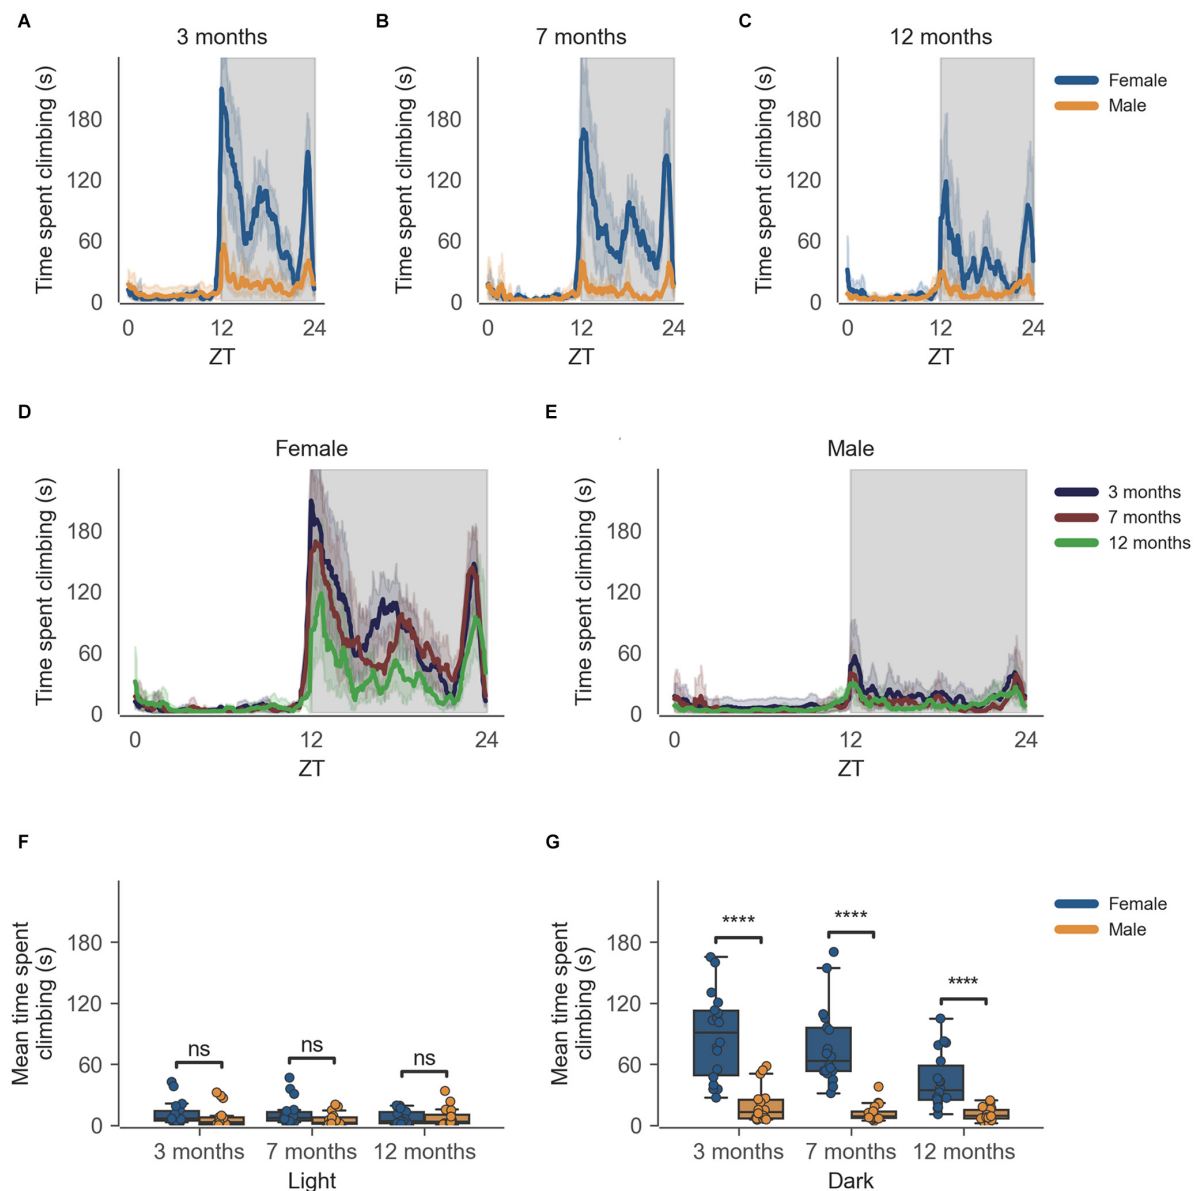 A
B
C
3 months
7 months
12 months
Time spent climbing (s)
180
120
60
0
0
12
24
ZT
Time spent climbing (s)
180
120
60
0
0
12
24
ZT
Time spent climbing (s)
180
120
60
0
0
12
24
ZT
Female
Male
D
E
Female
Male
Time spent climbing (s)
180
120
60
0
0
12
24
ZT
Time spent climbing (s)
180
120
60
0
0
12
24
ZT
3 months
7 months
12 months
F
G
Mean time spent
climbing (s)
180
120
60
0
ns
ns
ns
3 months
7 months
12 months
Light
Mean time spent
climbing (s)
180
120
60
0
****
****
****
3 months
7 months
12 months
Dark
Female
Male